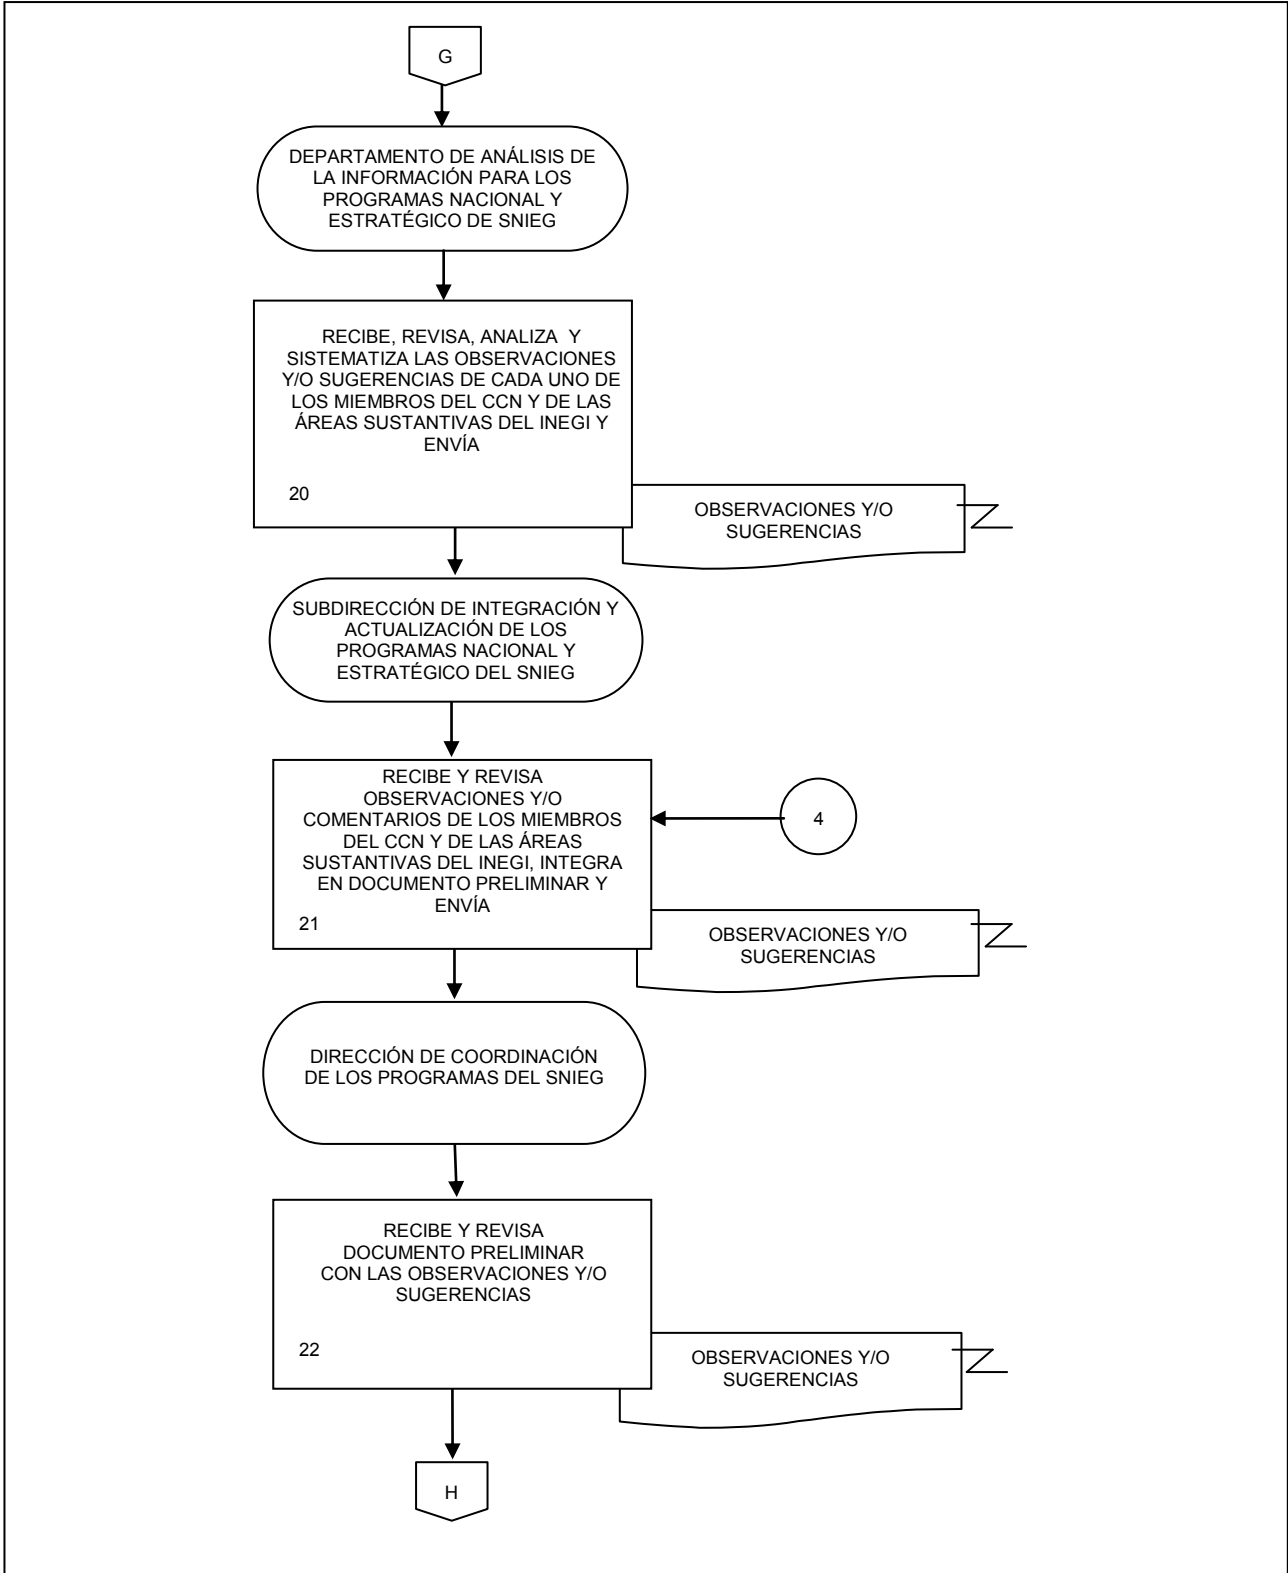 G
DEPARTAMENTO DE ANÁLISIS DE
LA INFORMACIÓN PARA LOS
PROGRAMAS NACIONAL Y
ESTRATÉGICO DE SNIEG
RECIBE, REVISA, ANALIZA Y
SISTEMATIZA LAS OBSERVACIONES
Y/O SUGERENCIAS DE CADA UNO DE
LOS MIEMBROS DEL CCN Y DE LAS
ÁREAS SUSTANTIVAS DEL INEGI Y
ENVÍA
20
OBSERVACIONES Y/O
SUGERENCIAS
SUBDIRECCIÓN DE INTEGRACIÓN Y
ACTUALIZACIÓN DE LOS
PROGRAMAS NACIONAL Y
ESTRATÉGICO DEL SNIEG
RECIBE Y REVISA
OBSERVACIONES Y/O
COMENTARIOS DE LOS MIEMBROS
DEL CCN Y DE LAS ÁREAS
SUSTANTIVAS DEL INEGI, INTEGRA
EN DOCUMENTO PRELIMINAR Y
ENVÍA
21
4
OBSERVACIONES Y/O
SUGERENCIAS
DIRECCIÓN DE COORDINACIÓN
DE LOS PROGRAMAS DEL SNIEG
RECIBE Y REVISA
DOCUMENTO PRELIMINAR
CON LAS OBSERVACIONES Y/O
SUGERENCIAS
22
OBSERVACIONES Y/O
SUGERENCIAS
H